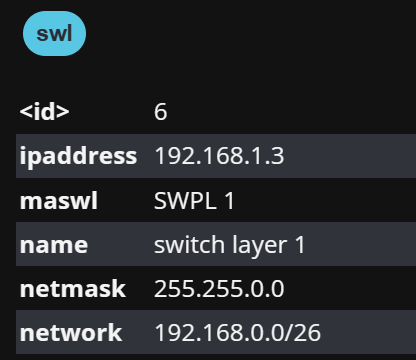 swl
<id> 6
ipaddress 192.168.1.3
maswl SWPL 1
name switch layer 1
netmask 255.255.0.0
network 192.168.0.0/26